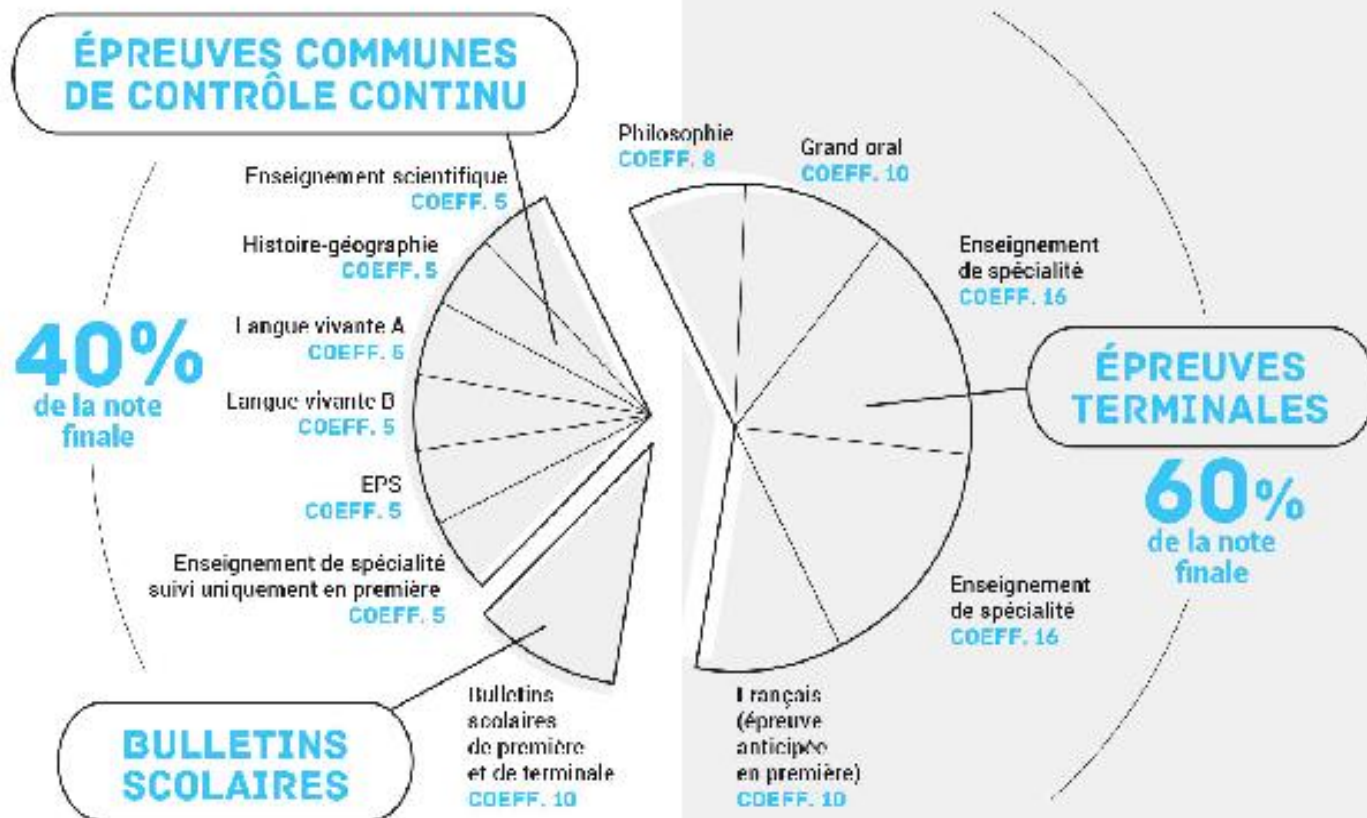 ÉPREUVES COMMUNES
DE CONTRÔLE CONTINU
Enseignement scientifique
COEFF. 5
Histoire-géographie
COEFF. 5
Langue vivante A
COEFF. 5
Langue vivante B
COEFF. 5
EPS
COEFF. 5
Enseignement de spécialité
suivi uniquement en première
COEFF. 5
40%
de la note
finale
BULLETINS
SCOLAIRES
Bulletins
scolaires
de première
et de terminale
COEFF. 10
Philosophie
COEFF. 8
Grand oral
COEFF. 10
Enseignement
de spécialité
COEFF. 16
ÉPREUVES
TERMINALES
60%
de la note
finale
Enseignement
de spécialité
COEFF. 16
Français
(épreuve
anticipée
en première)
COEFF. 10